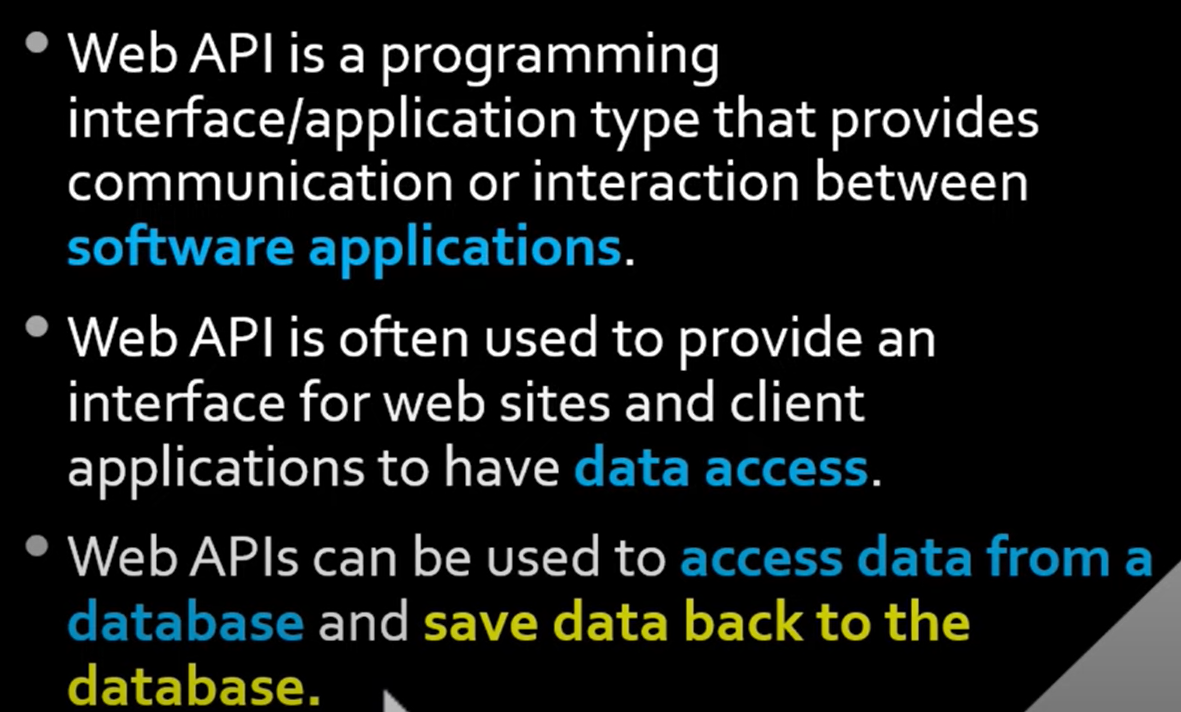 • Web API is a programming
interface/application type that provides
communication or interaction between
software applications.
• Web API is often used to provide an
interface for web sites and client
applications to have data access.
• Web APIs can be used to access data from a
database and save data back to the
database.